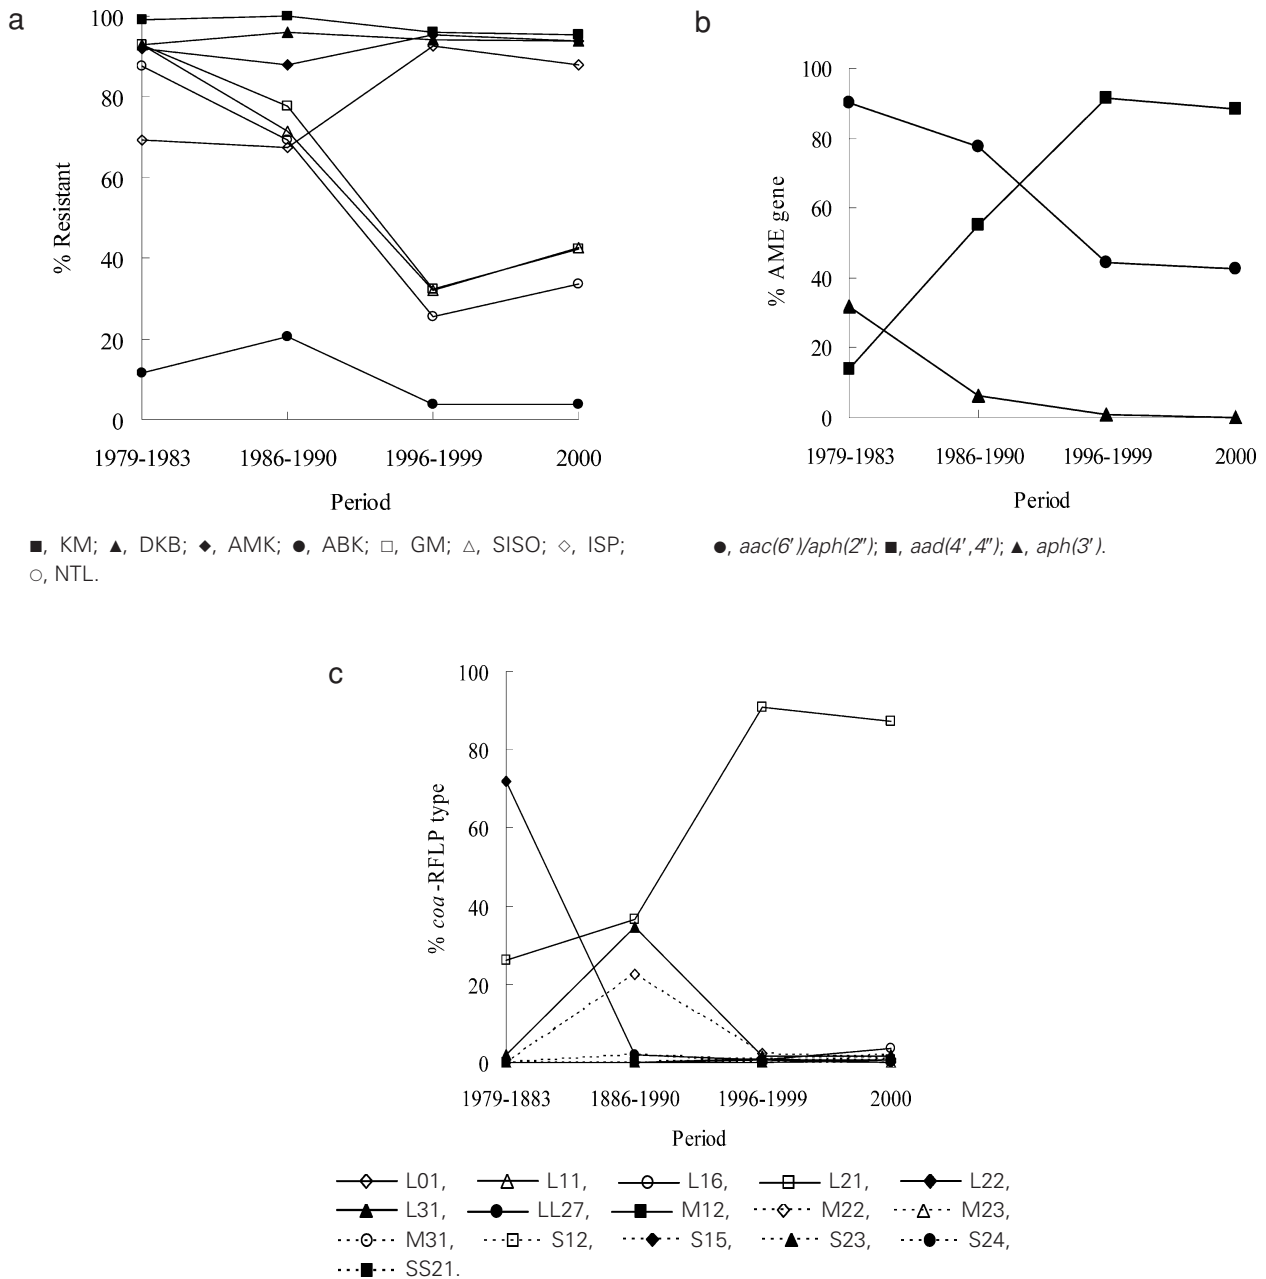 a
100
80
60
40
20
0
% Resistant
1979-1983 1986-1990 1996-1999 2000
Period
■, KM; ▲, DKB; ◆, AMK; ●, ABK; □, GM; △, SISO; ◇, ISP;
○, NTL.
b
100
80
60
40
20
0
% AME gene
1979-1983 1986-1990 1996-1999 2000
Period
●, aac(6′)/aph(2″); ■, aad(4′,4″); ▲, aph(3′).
c
100
80
60
40
20
0
% coa-RFLP type
1979-1883 1886-1990 1996-1999 2000
Period
L01, L11, L16, L21, L22,
L31, LL27, M12, M22, M23,
M31, S12, S15, S23, S24,
SS21.